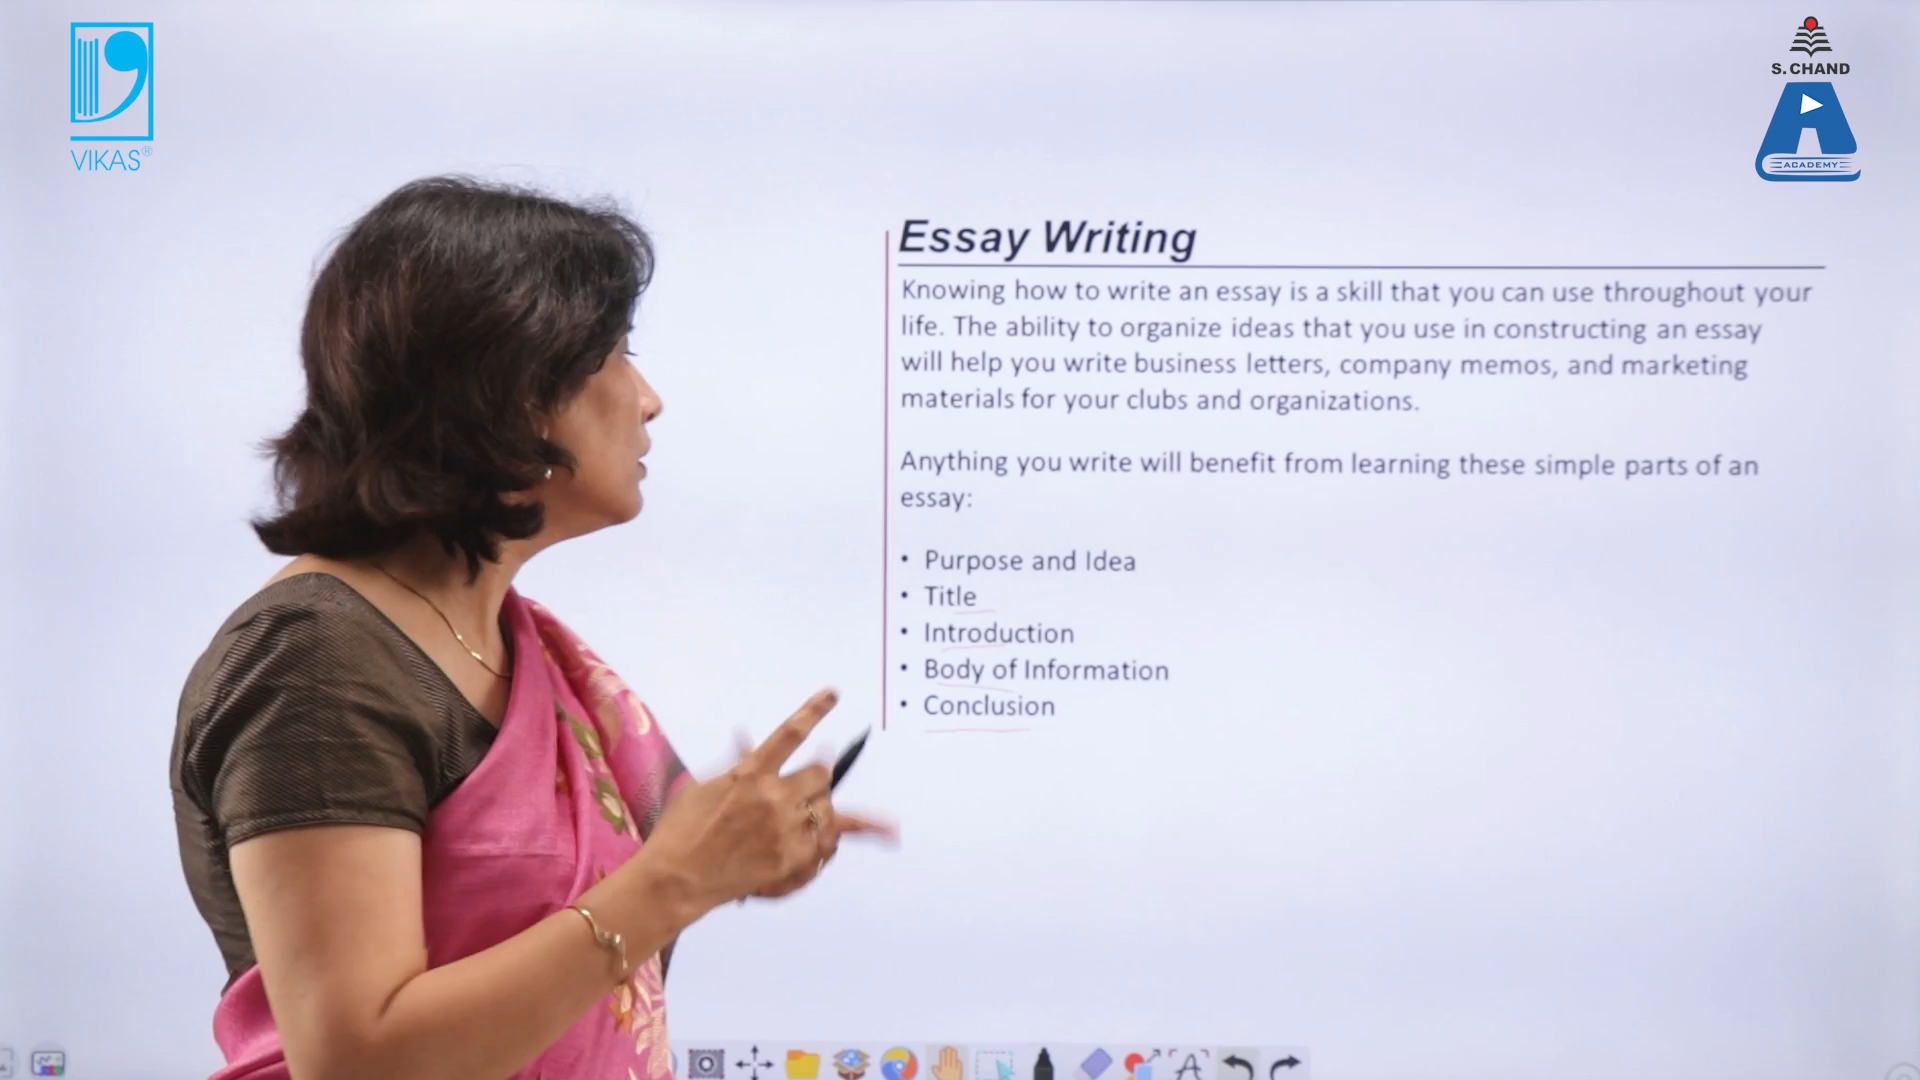 VIKAS®
S. CHAND
ACADEMY
Essay Writing
Knowing how to write an essay is a skill that you can use throughout your
life. The ability to organize ideas that you use in constructing an essay
will help you write business letters, company memos, and marketing
materials for your clubs and organizations.
Anything you write will benefit from learning these simple parts of an
essay:
• Purpose and Idea
• Title
• Introduction
• Body of Information
• Conclusion